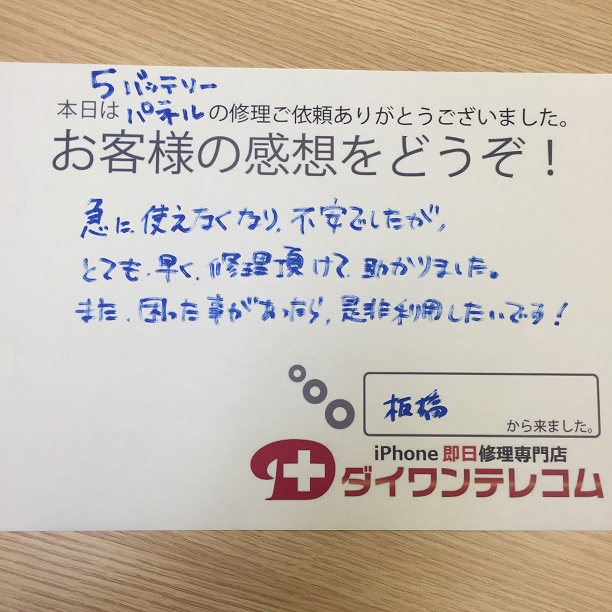 5バッテリー
本日は パネル の修理ご依頼ありがとうございました。
お客様の感想をどうぞ！
急に、使えなくなり、不安でしたが、
とても、早く、修理頂けて、助かりました。
また、困った事があったら、是非利用したいです！
板橋
から来ました。
iPhone 即日修理専門店
ダイワンテレコム